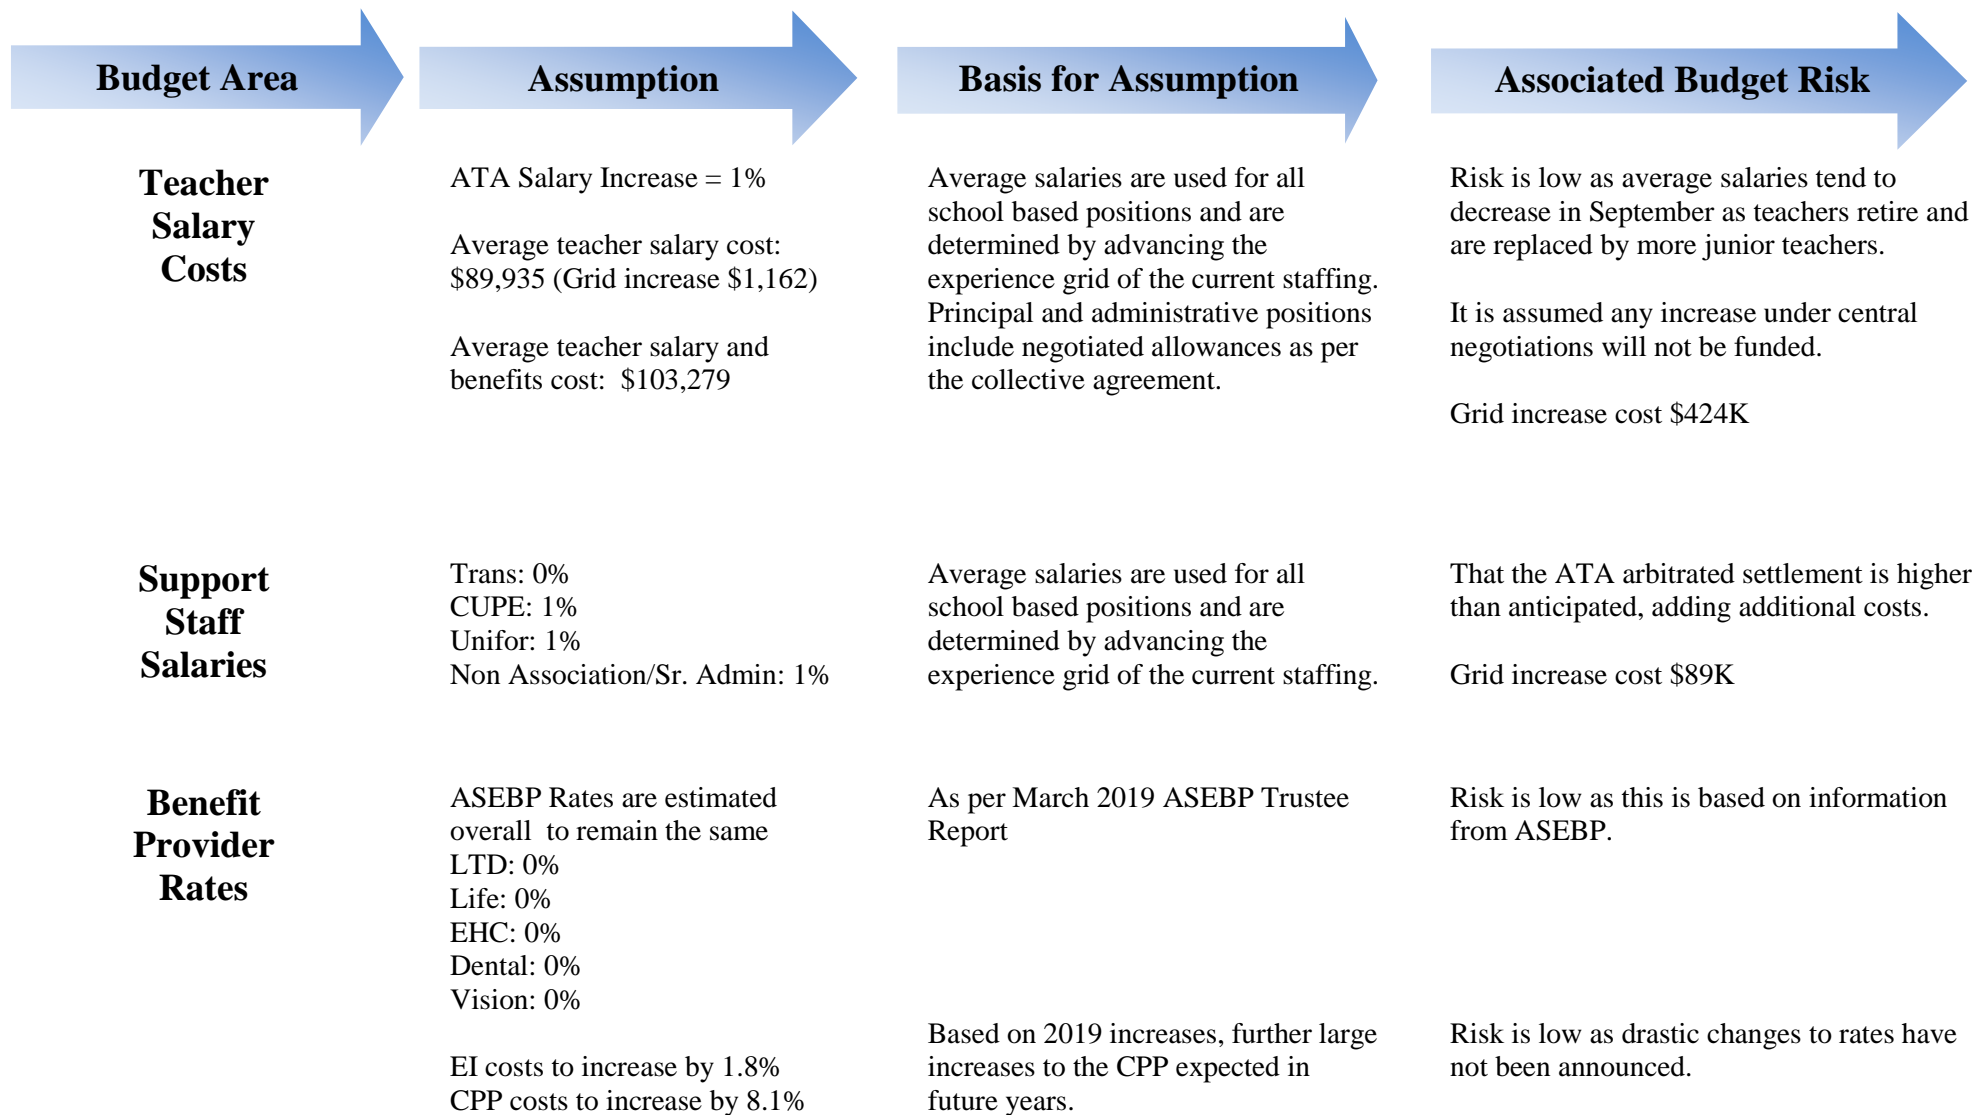 Budget Area
Assumption
Basis for Assumption
Associated Budget Risk
Teacher
Salary
Costs
ATA Salary Increase = 1%
Average teacher salary cost:
$89,935 (Grid increase $1,162)
Average teacher salary and
benefits cost:  $103,279
Average salaries are used for all
school based positions and are
determined by advancing the
experience grid of the current staffing.
Principal and administrative positions
include negotiated allowances as per
the collective agreement.
Risk is low as average salaries tend to
decrease in September as teachers retire and
are replaced by more junior teachers.
It is assumed any increase under central
negotiations will not be funded.
Grid increase cost $424K
Support
Staff
Salaries
Trans: 0%
CUPE: 1%
Unifor: 1%
Non Association/Sr. Admin: 1%
Average salaries are used for all
school based positions and are
determined by advancing the
experience grid of the current staffing.
That the ATA arbitrated settlement is higher
than anticipated, adding additional costs.
Grid increase cost $89K
Benefit
Provider
Rates
ASEBP Rates are estimated
overall  to remain the same
LTD: 0%
Life: 0%
EHC: 0%
Dental: 0%
Vision: 0%
EI costs to increase by 1.8%
CPP costs to increase by 8.1%
As per March 2019 ASEBP Trustee
Report
Based on 2019 increases, further large
increases to the CPP expected in
future years.
Risk is low as this is based on information
from ASEBP.
Risk is low as drastic changes to rates have
not been announced.